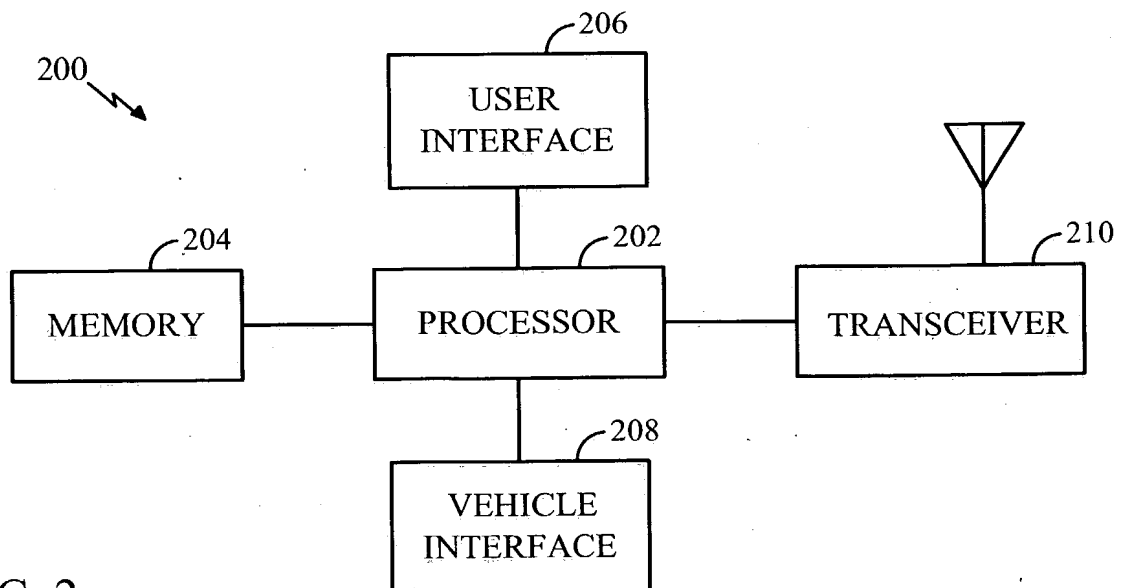 206
200
USER
INTERFACE
204
202
210
MEMORY
PROCESSOR
TRANSCEIVER
208
VEHICLE
INTERFACE